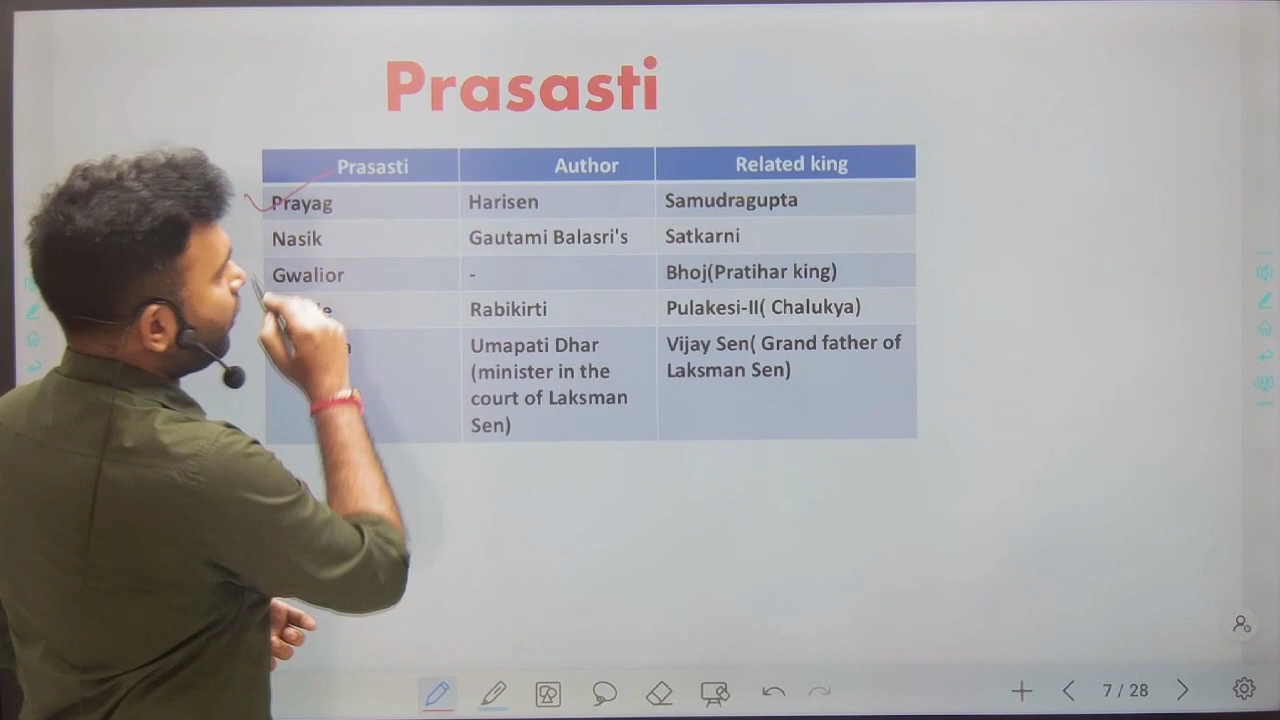 Prasasti
Prasasti Author Related king
Prayag Harisen Samudragupta
Nasik Gautami Balasri's Satkarni
Gwalior - Bhoj(Pratihar king)
Rabikirti Pulakesi-II( Chalukya)
Umapati Dhar Vijay Sen( Grand father of
(minister in the Laksman Sen)
court of Laksman
Sen)
7 / 28